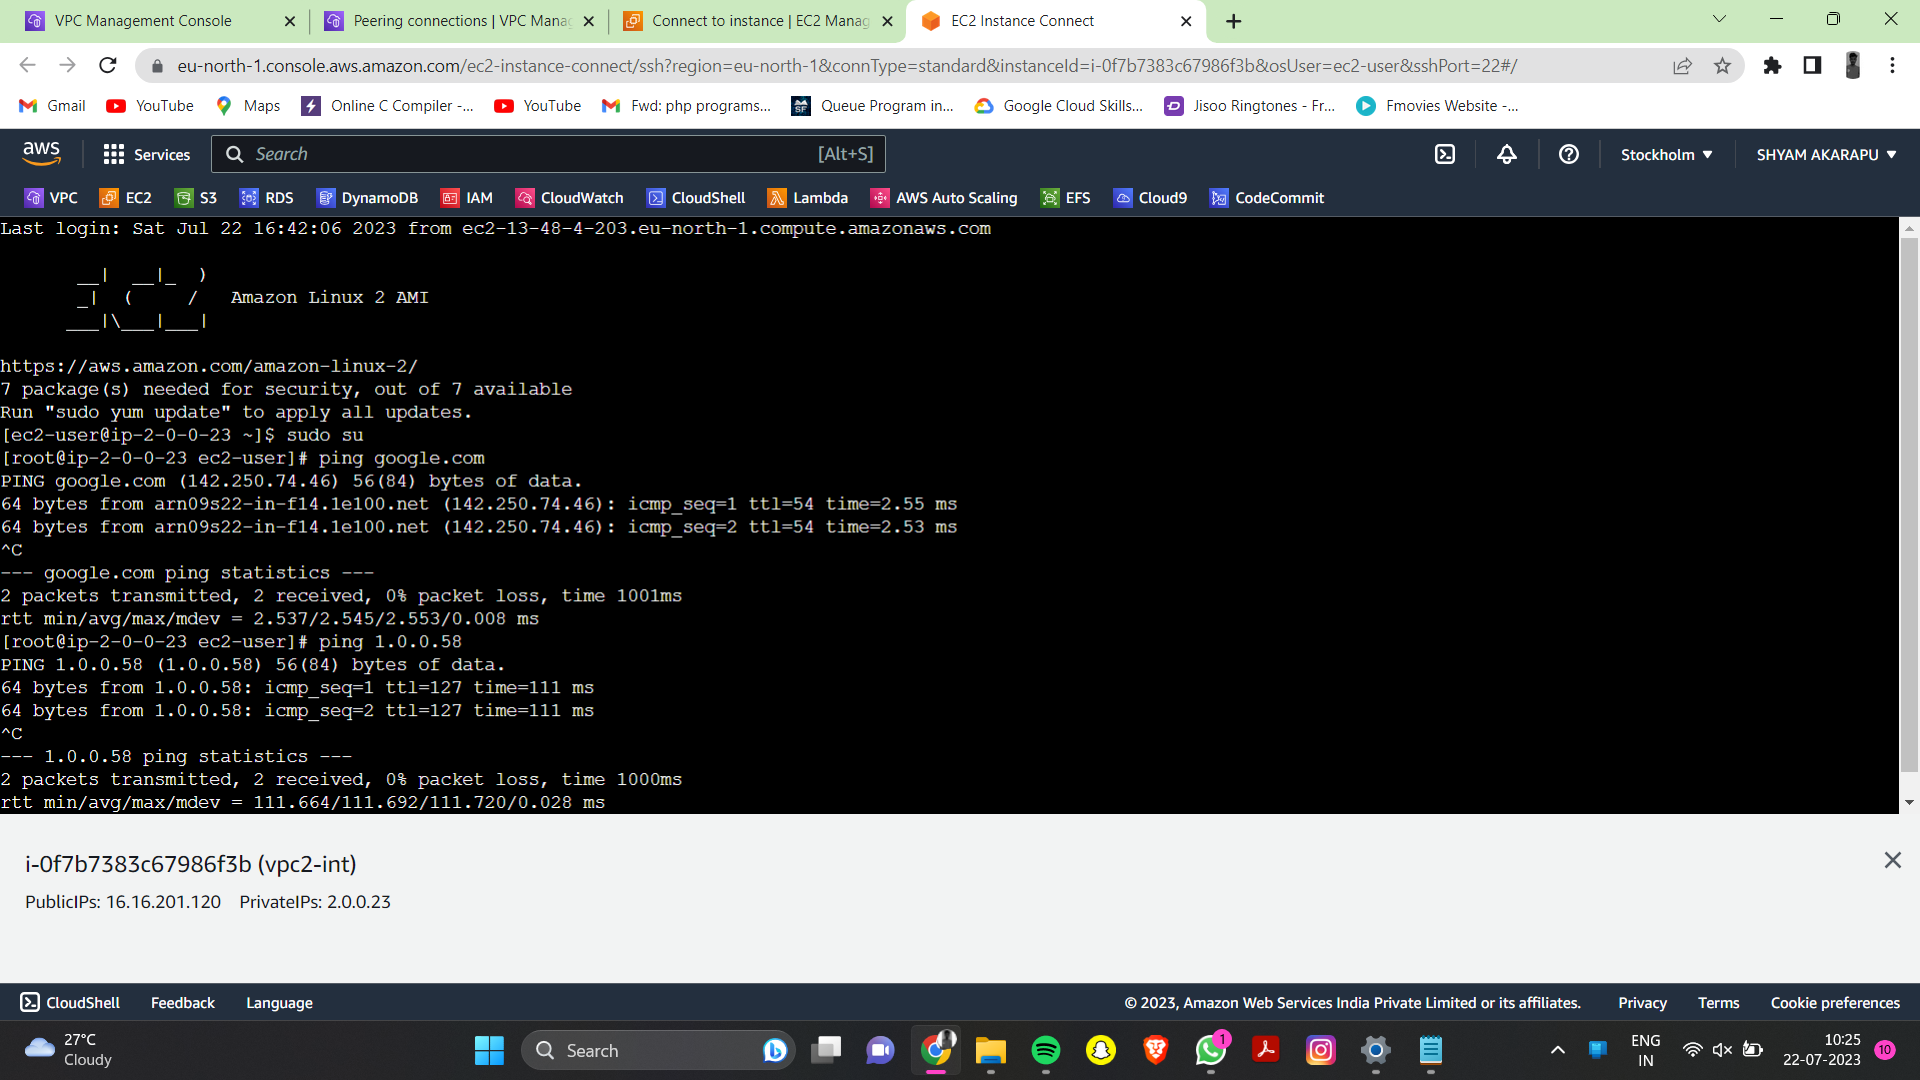 VPC Management Console
Peering connections | VPC Manag
Connect to instance | EC2 Manag
EC2 Instance Connect
eu-north-1.console.aws.amazon.com/ec2-instance-connect/ssh?region=eu-north-1&connType=standard&instanceId=i-0f7b7383c67986f3b&osUser=ec2-user&sshPort=22#/
Gmail YouTube Maps Online C Compiler -... YouTube Fwd: php programs... Queue Program in... Google Cloud Skills... Jisoo Ringtones - Fr... Fmovies Website -...
aws Services Search [Alt+S] Stockholm SHYAM AKARAPU
VPC EC2 S3 RDS DynamoDB IAM CloudWatch CloudShell Lambda AWS Auto Scaling EFS Cloud9 CodeCommit
Last login: Sat Jul 22 16:42:06 2023 from ec2-13-48-4-203.eu-north-1.compute.amazonaws.com
       __|  __|_  )
       _|  (     /   Amazon Linux 2 AMI
      ___|\___|___|
https://aws.amazon.com/amazon-linux-2/
7 package(s) needed for security, out of 7 available
Run "sudo yum update" to apply all updates.
[ec2-user@ip-2-0-0-23 ~]$ sudo su
[root@ip-2-0-0-23 ec2-user]# ping google.com
PING google.com (142.250.74.46) 56(84) bytes of data.
64 bytes from arn09s22-in-f14.1e100.net (142.250.74.46): icmp_seq=1 ttl=54 time=2.55 ms
64 bytes from arn09s22-in-f14.1e100.net (142.250.74.46): icmp_seq=2 ttl=54 time=2.53 ms
^C
--- google.com ping statistics ---
2 packets transmitted, 2 received, 0% packet loss, time 1001ms
rtt min/avg/max/mdev = 2.537/2.545/2.553/0.008 ms
[root@ip-2-0-0-23 ec2-user]# ping 1.0.0.58
PING 1.0.0.58 (1.0.0.58) 56(84) bytes of data.
64 bytes from 1.0.0.58: icmp_seq=1 ttl=127 time=111 ms
64 bytes from 1.0.0.58: icmp_seq=2 ttl=127 time=111 ms
^C
--- 1.0.0.58 ping statistics ---
2 packets transmitted, 2 received, 0% packet loss, time 1000ms
rtt min/avg/max/mdev = 111.664/111.692/111.720/0.028 ms
i-0f7b7383c67986f3b (vpc2-int)
PublicIPs: 16.16.201.120 PrivateIPs: 2.0.0.23
CloudShell Feedback Language © 2023, Amazon Web Services India Private Limited or its affiliates. Privacy Terms Cookie preferences
27°C
Cloudy
Search
1
ENG
IN
10:25
22-07-2023
10